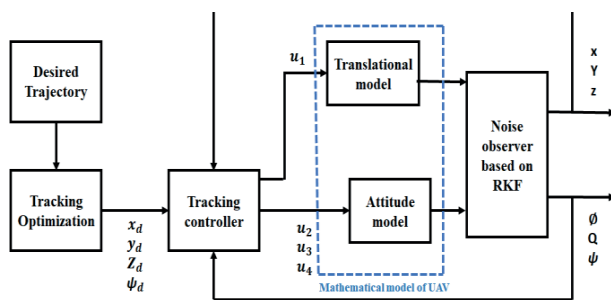 Desired
Trajectory
Tracking
Optimization
x_d
y_d
Z_d
ψ_d
Tracking
controller
u_1
u_2
u_3
u_4
Translational
model
Attitude
model
Mathematical model of UAV
Noise
observer
based on
RKF
x
Y
z
Ø
Q
ψ